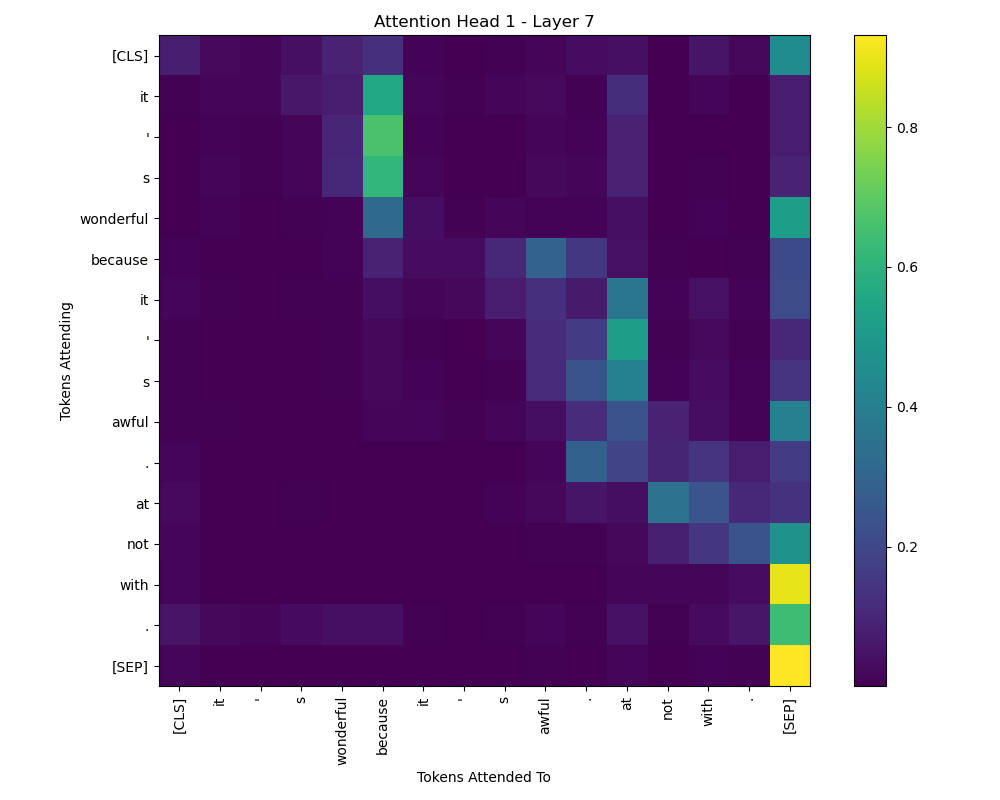 Attention Head 1 - Layer 7
[CLS]
it
'
s
wonderful
because
it
'
s
awful
.
at
not
with
.
[SEP]
Tokens Attending
[CLS]
it
'
s
wonderful
because
it
'
s
awful
.
at
not
with
.
[SEP]
Tokens Attended To
0.8
0.6
0.4
0.2